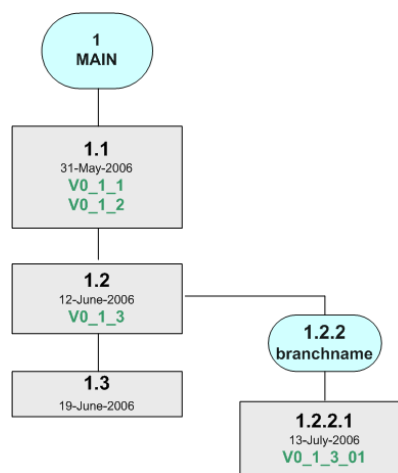 1
MAIN
1.1
31-May-2006
V0_1_1
V0_1_2
1.2
12-June-2006
V0_1_3
1.2.2
branchname
1.3
19-June-2006
1.2.2.1
13-July-2006
V0_1_3_01